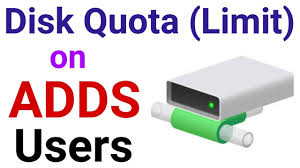 Disk Quota (Limit)
on
ADDS
Users